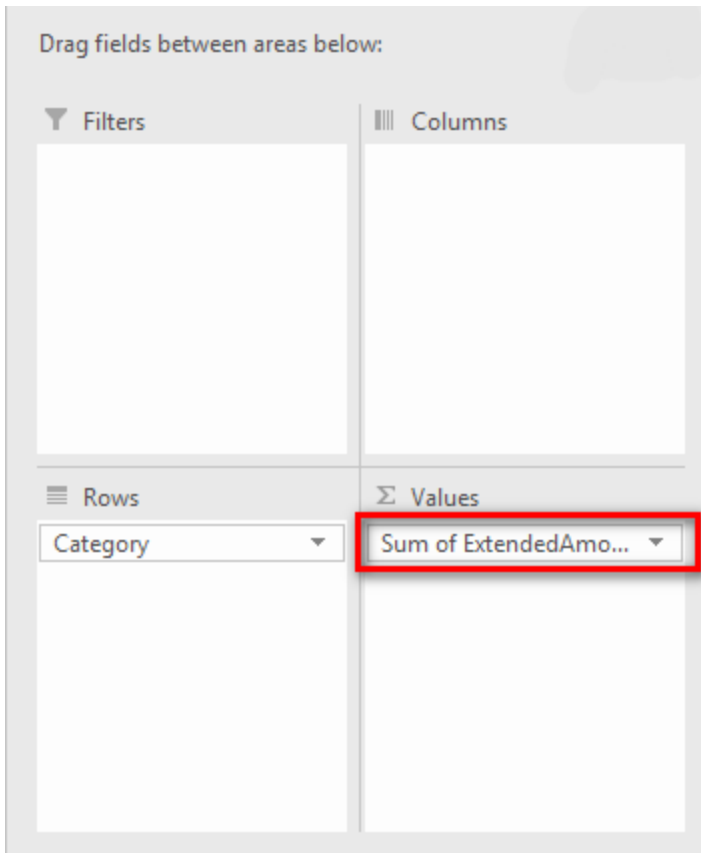 Drag fields between areas below:
Filters
Columns
Rows
Σ Values
Category
Sum of ExtendedAmo...